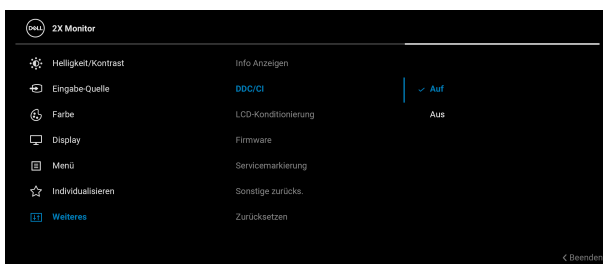 DELL 2X Monitor
Helligkeit/Kontrast Info Anzeigen
Eingabe-Quelle DDC/CI Auf
Farbe LCD-Konditionierung Aus
Display Firmware
Menü Servicemarkierung
Individualisieren Sonstige zurücks.
Weiteres Zurücksetzen
Beenden